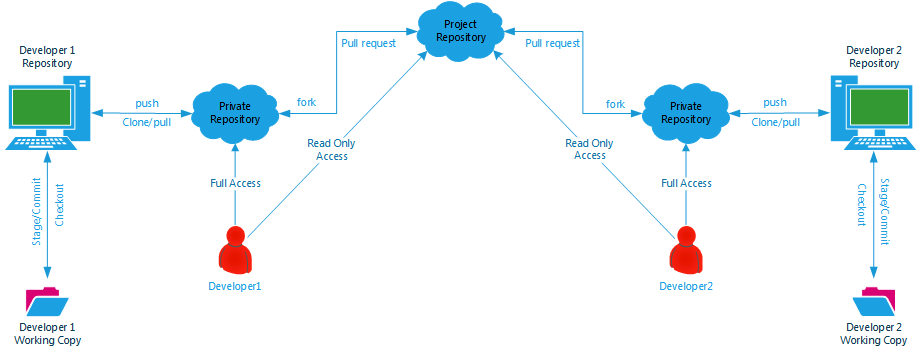 Project
Repository
Pull request
Pull request
Developer 1
Repository
Developer 2
Repository
push
Clone/pull
Private
Repository
fork
fork
Private
Repository
push
Clone/pull
Read Only
Access
Read Only
Access
Full Access
Full Access
Stage/Commit
Checkout
Checkout
Stage/Commit
Developer1
Developer2
Developer 1
Working Copy
Developer 2
Working Copy